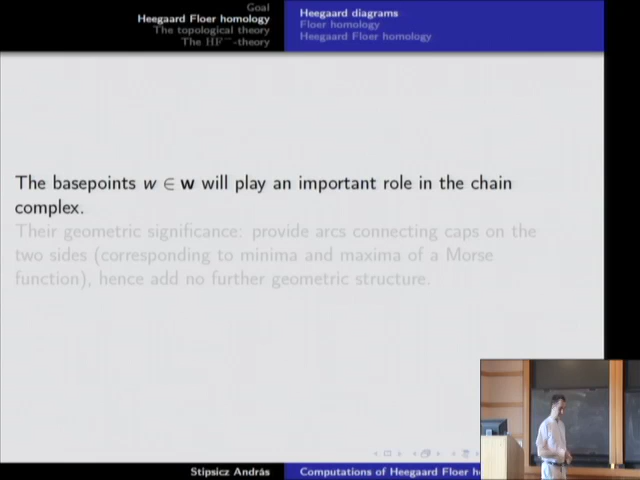 Goal
Heegaard Floer homology
The topological theory
The HF⁻-theory
Heegaard diagrams
Floer homology
Heegaard Floer homology
The basepoints w ∈ w will play an important role in the chain
complex.
Their geometric significance: provide arcs connecting caps on the
two sides (corresponding to minima and maxima of a Morse
function), hence add no further geometric structure.
Stipsicz András
Computations of Heegaard Floer h